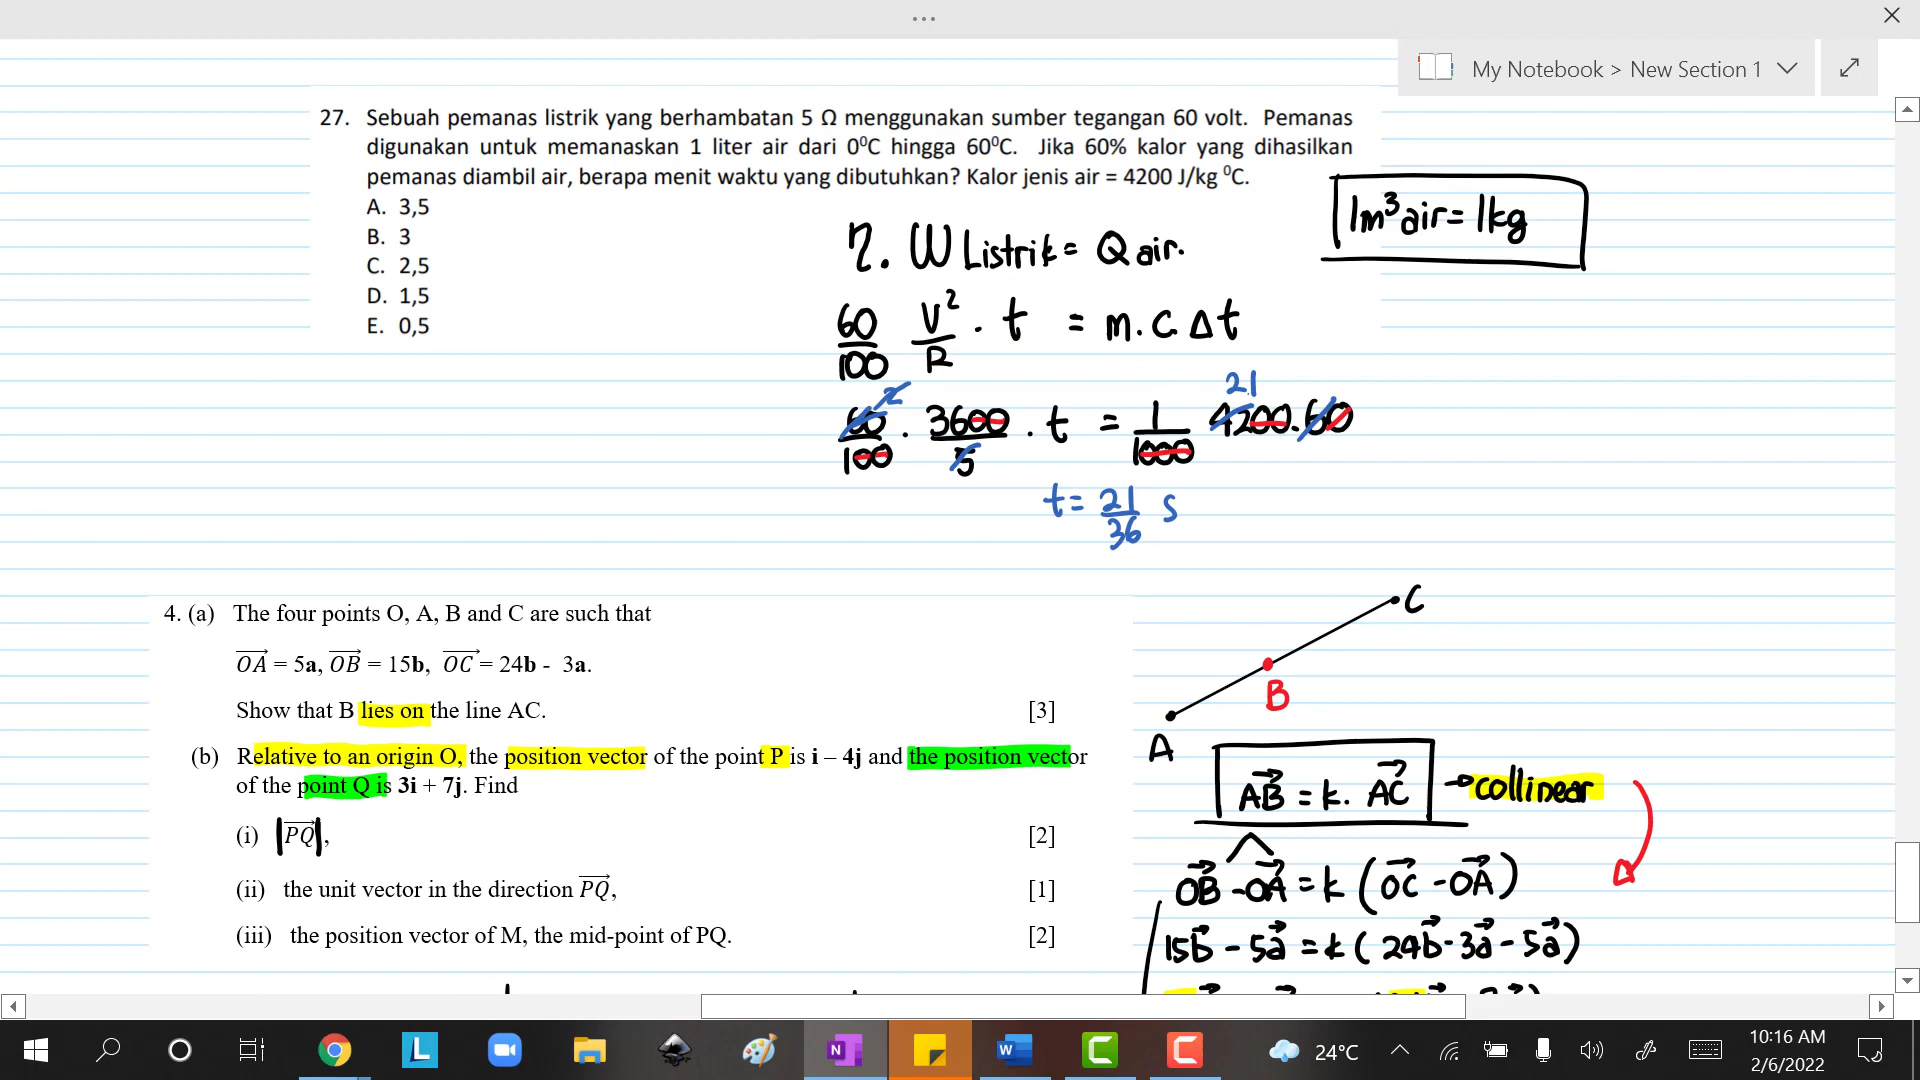 My Notebook > New Section 1
27. Sebuah pemanas listrik yang berhambatan 5 Ω menggunakan sumber tegangan 60 volt. Pemanas
digunakan untuk memanaskan 1 liter air dari 0⁰C hingga 60⁰C. Jika 60% kalor yang dihasilkan
pemanas diambil air, berapa menit waktu yang dibutuhkan? Kalor jenis air = 4200 J/kg ⁰C.
A. 3,5
B. 3
C. 2,5
D. 1,5
E. 0,5
1m³ air = 1kg
η. W Listrik = Q air.
60/100 V²/R . t = m.c Δt
2 21
60/100 . 3600/5 . t = 1/1000 4200.60
t = 21/36 s
4. (a) The four points O, A, B and C are such that
OA = 5a, OB = 15b, OC = 24b - 3a.
Show that B lies on the line AC. [3]
(b) Relative to an origin O, the position vector of the point P is i – 4j and the position vector
of the point Q is 3i + 7j. Find
(i) |PQ|, [2]
(ii) the unit vector in the direction PQ, [1]
(iii) the position vector of M, the mid-point of PQ. [2]
C
B
A
AB = k. AC → collinear
OB - OA = k (OC - OA)
15b - 5a = k (24b - 3a - 5a)
24°C
10:16 AM
2/6/2022